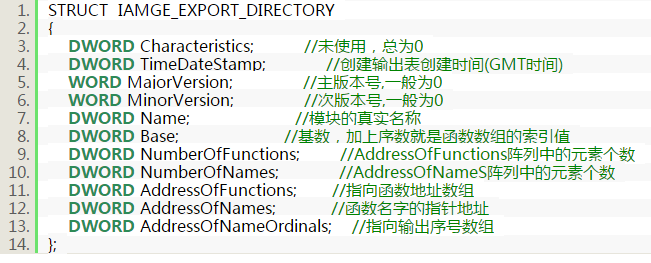 1. STRUCT IAMGE_EXPORT_DIRECTORY
2. {
3. DWORD Characteristics; //未使用，总为0
4. DWORD TimeDateStamp; //创建输出表创建时间(GMT时间)
5. WORD MajorVersion; //主版本号,一般为0
6. WORD MinorVersion; //次版本号,一般为0
7. DWORD Name; //模块的真实名称
8. DWORD Base; //基数，加上序数就是函数数组的索引值
9. DWORD NumberOfFunctions; //AddressOfFunctions阵列中的元素个数
10. DWORD NumberOfNames; //AddressOfNameS阵列中的元素个数
11. DWORD AddressOfFunctions; //指向函数地址数组
12. DWORD AddressOfNames; //函数名字的指针地址
13. DWORD AddressOfNameOrdinals; //指向输出序号数组
14. };